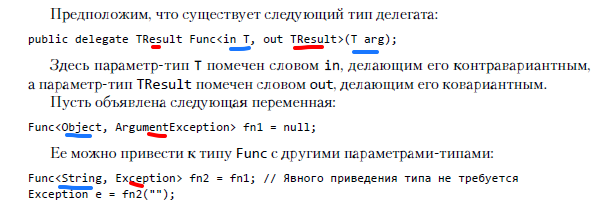 Предположим, что существует следующий тип делегата:
public delegate TResult Func<in T, out TResult>(T arg);
Здесь параметр-тип T помечен словом in, делающим его контравариантным,
а параметр-тип TResult помечен словом out, делающим его ковариантным.
Пусть объявлена следующая переменная:
Func<Object, ArgumentException> fn1 = null;
Ее можно привести к типу Func с другими параметрами-типами:
Func<String, Exception> fn2 = fn1; // Явного приведения типа не требуется
Exception e = fn2("");